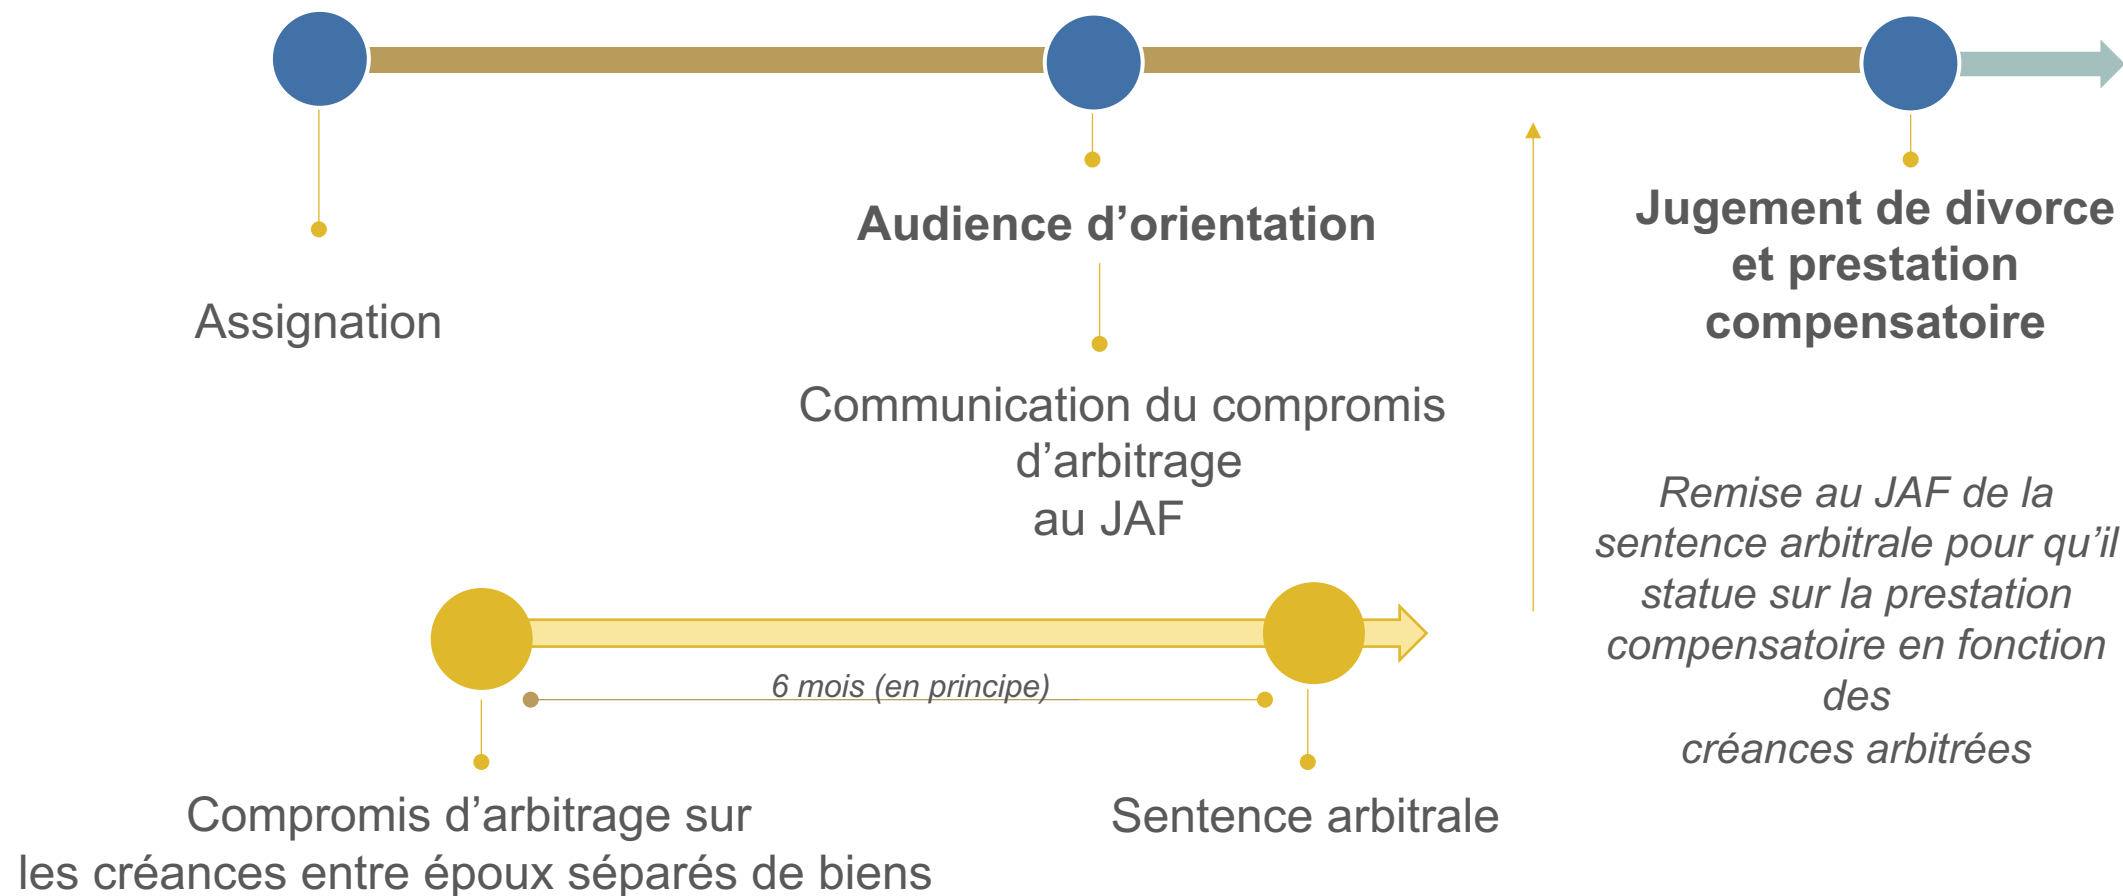 Assignation
Audience d’orientation
Communication du compromis
d’arbitrage
au JAF
Jugement de divorce
et prestation
compensatoire
Remise au JAF de la
sentence arbitrale pour qu’il
statue sur la prestation
compensatoire en fonction
des
créances arbitrées
6 mois (en principe)
Compromis d’arbitrage sur
les créances entre époux séparés de biens
Sentence arbitrale